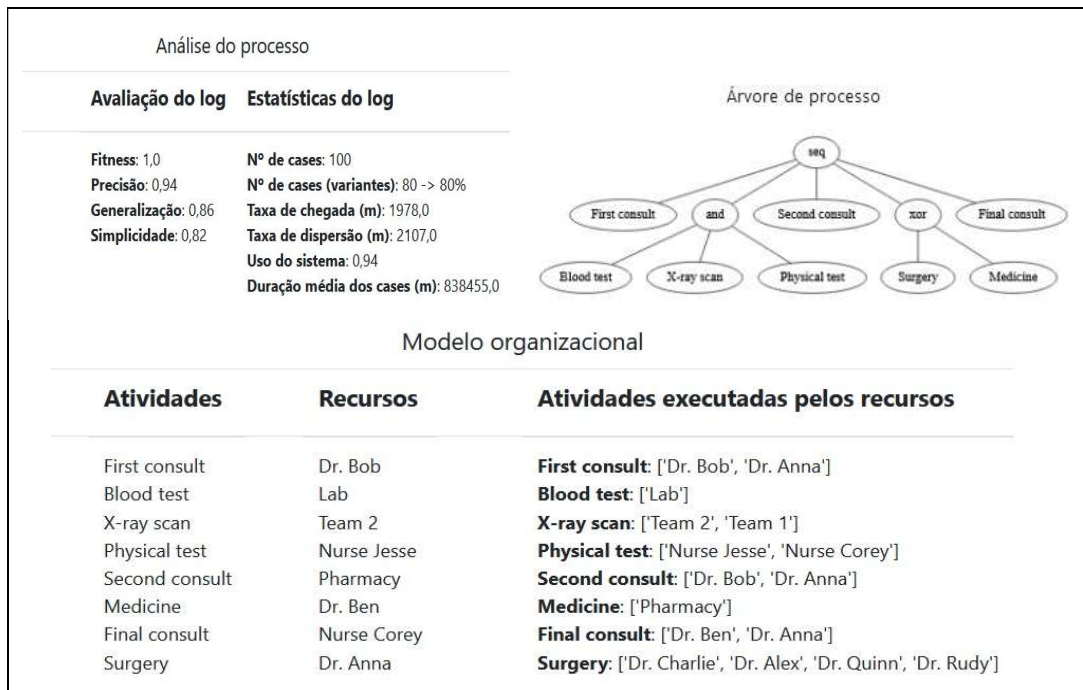 Análise do processo
Avaliação do log Estatísticas do log
Fitness: 1,0
Precisão: 0,94
Generalização: 0,86
Simplicidade: 0,82
Nº de cases: 100
Nº de cases (variantes): 80 -> 80%
Taxa de chegada (m): 1978,0
Taxa de dispersão (m): 2107,0
Uso do sistema: 0,94
Duração média dos cases (m): 838455,0
Árvore de processo
seq
First consult and Second consult xor Final consult
Blood test X-ray scan Physical test Surgery Medicine
Modelo organizacional
Atividades Recursos Atividades executadas pelos recursos
First consult Dr. Bob First consult: ['Dr. Bob', 'Dr. Anna']
Blood test Lab Blood test: ['Lab']
X-ray scan Team 2 X-ray scan: ['Team 2', 'Team 1']
Physical test Nurse Jesse Physical test: ['Nurse Jesse', 'Nurse Corey']
Second consult Pharmacy Second consult: ['Dr. Bob', 'Dr. Anna']
Medicine Dr. Ben Medicine: ['Pharmacy']
Final consult Nurse Corey Final consult: ['Dr. Ben', 'Dr. Anna']
Surgery Dr. Anna Surgery: ['Dr. Charlie', 'Dr. Alex', 'Dr. Quinn', 'Dr. Rudy']